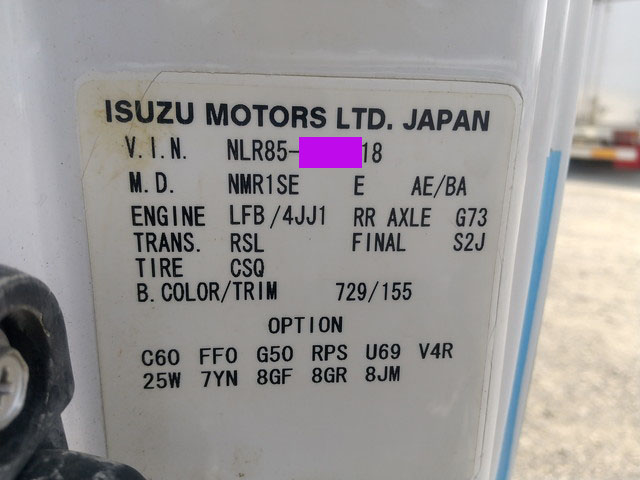 ISUZU MOTORS LTD. JAPAN
V.I.N. NLR85- 18
M.D. NMR1SE E AE/BA
ENGINE LFB/4JJ1 RR AXLE G73
TRANS. RSL FINAL S2J
TIRE CSQ
B.COLOR/TRIM 729/155
OPTION
C60 FF0 G50 RPS U69 V4R
25W 7YN 8GF 8GR 8JM